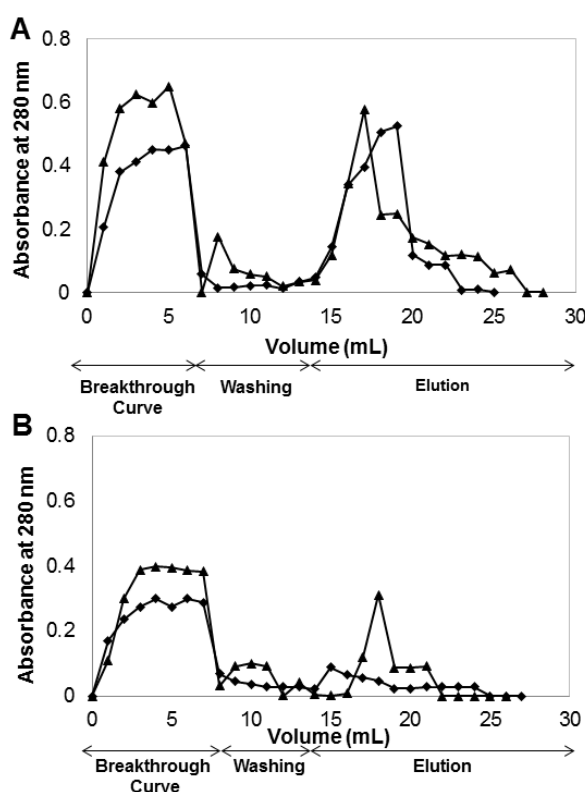 A
Absorbance at 280 nm
0.8
0.6
0.4
0.2
0
0 5 10 15 20 25 30
Volume (mL)
Breakthrough Curve
Washing
Elution
B
Absorbance at 280 nm
0.8
0.6
0.4
0.2
0
0 5 10 15 20 25 30
Volume (mL)
Breakthrough Curve
Washing
Elution